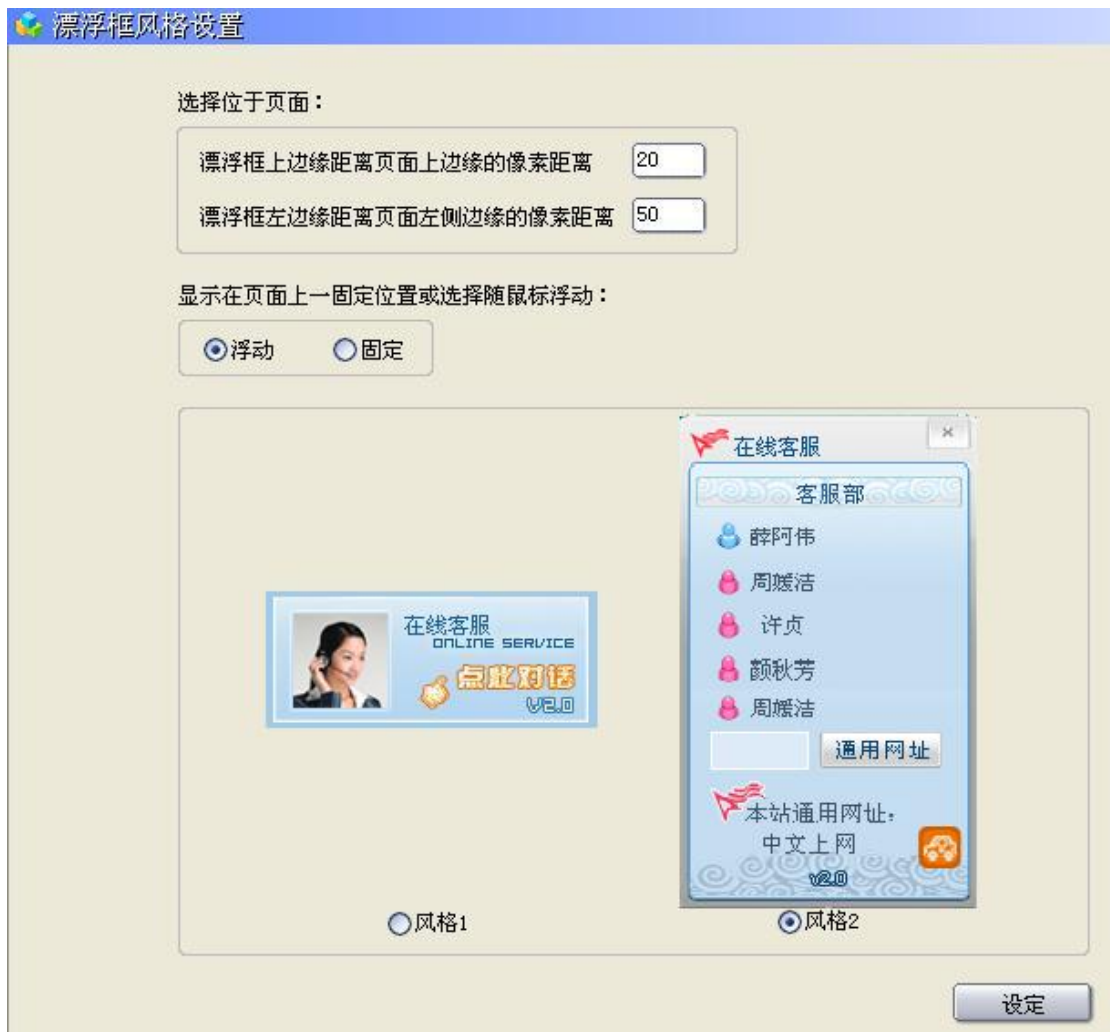 漂浮框风格设置
选择位于页面：
漂浮框上边缘距离页面上边缘的像素距离 20
漂浮框左边缘距离页面左侧边缘的像素距离 50
显示在页面上一固定位置或选择随鼠标浮动：
浮动 固定
在线客服
ONLINE SERVICE
点此对话
V2.0
风格1
×
在线客服
客服部
薛阿伟
周媛洁
许贞
颜秋芳
周媛洁
通用网址
本站通用网址：
中文上网
v2.0
风格2
设定